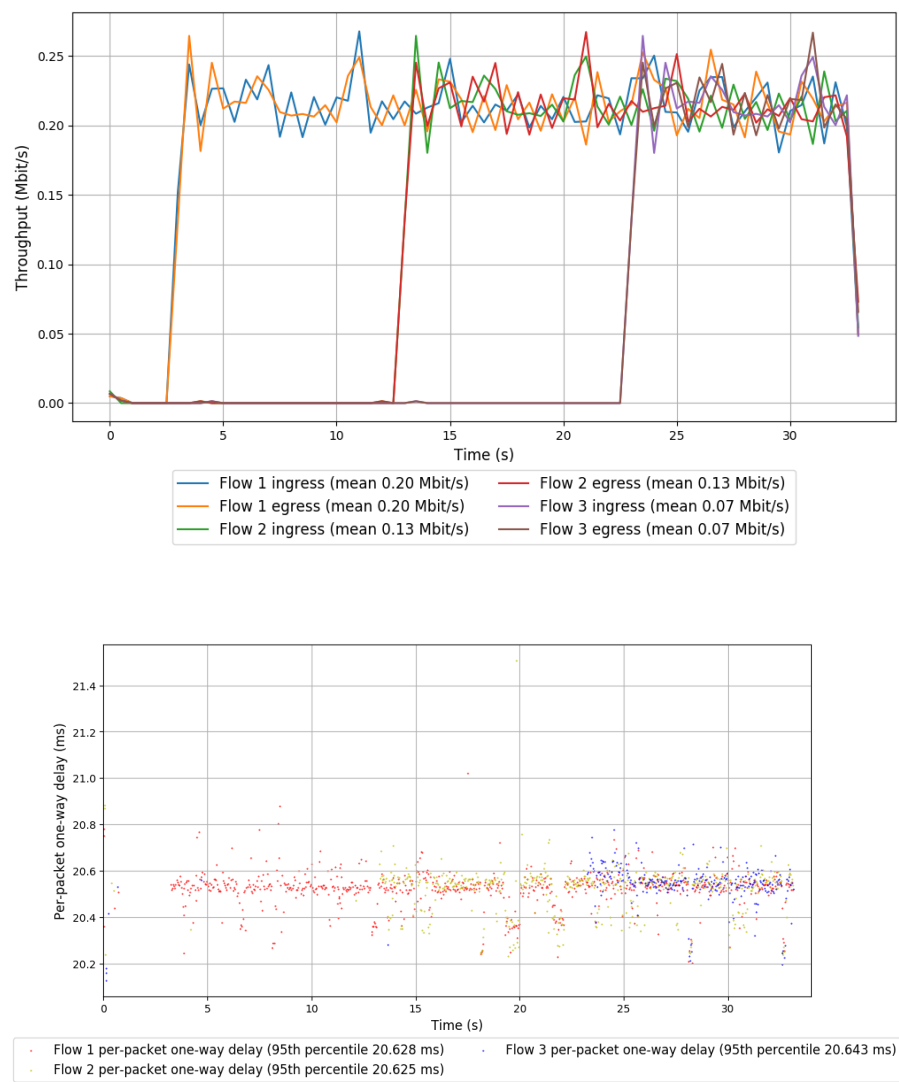 0.25
0.20
0.15
0.10
0.05
0.00
Throughput (Mbit/s)
0 5 10 15 20 25 30
Time (s)
Flow 1 ingress (mean 0.20 Mbit/s) Flow 2 egress (mean 0.13 Mbit/s)
Flow 1 egress (mean 0.20 Mbit/s) Flow 3 ingress (mean 0.07 Mbit/s)
Flow 2 ingress (mean 0.13 Mbit/s) Flow 3 egress (mean 0.07 Mbit/s)
21.4
21.2
21.0
20.8
20.6
20.4
20.2
Per-packet one-way delay (ms)
0 5 10 15 20 25 30
Time (s)
Flow 1 per-packet one-way delay (95th percentile 20.628 ms) Flow 3 per-packet one-way delay (95th percentile 20.643 ms)
Flow 2 per-packet one-way delay (95th percentile 20.625 ms)